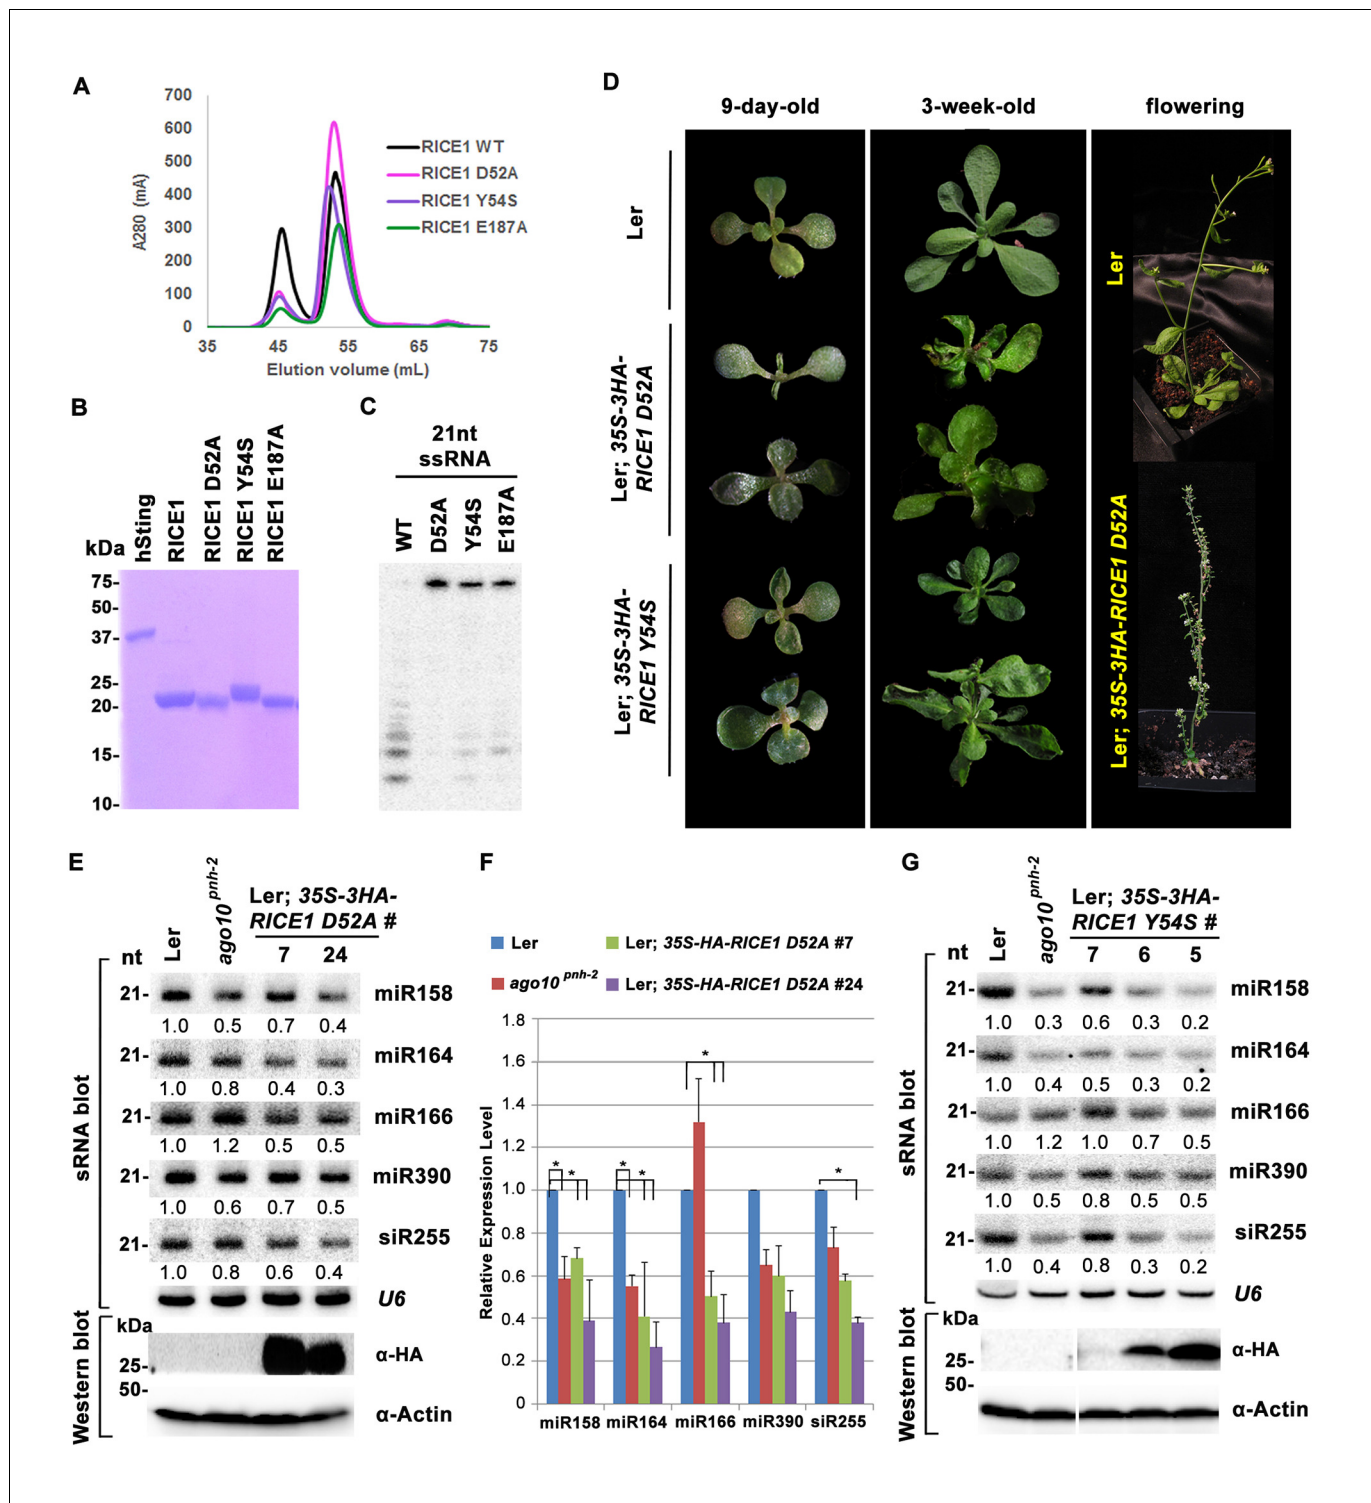 A
700
600
500
400
300
200
100
0
A280 (mA)
35 45 55 65 75
Elution volume (mL)
RICE1 WT
RICE1 D52A
RICE1 Y54S
RICE1 E187A
B
kDa
hSting
RICE1
RICE1 D52A
RICE1 Y54S
RICE1 E187A
75-
50-
37-
25-
20-
15-
10-
C
21nt
ssRNA
WT
D52A
Y54S
E187A
D
9-day-old 3-week-old flowering
Ler
Ler; 35S-3HA-
RICE1 D52A
Ler; 35S-3HA-
RICE1 Y54S
Ler
Ler; 35S-3HA-RICE1 D52A
E
Ler
ago10 pnh-2
Ler; 35S-3HA-
RICE1 D52A #
nt 7 24
sRNA blot
21- miR158
1.0 0.5 0.7 0.4
21- miR164
1.0 0.8 0.4 0.3
21- miR166
1.0 1.2 0.5 0.5
21- miR390
1.0 0.6 0.7 0.5
21- siR255
1.0 0.8 0.6 0.4
U6
Western blot
kDa
25- α-HA
50-
α-Actin
F
Ler
Ler; 35S-HA-RICE1 D52A #7
ago10 pnh-2
Ler; 35S-HA-RICE1 D52A #24
Relative Expression Level
1.8
1.6
1.4
1.2
1.0
0.8
0.6
0.4
0.2
0
* * * * * *
miR158 miR164 miR166 miR390 siR255
G
Ler
ago10 pnh-2
Ler; 35S-3HA-
RICE1 Y54S #
nt 7 6 5
sRNA blot
21- miR158
1.0 0.3 0.6 0.3 0.2
21- miR164
1.0 0.4 0.5 0.3 0.2
21- miR166
1.0 1.2 1.0 0.7 0.5
21- miR390
1.0 0.5 0.8 0.5 0.5
21- siR255
1.0 0.4 0.8 0.3 0.2
U6
Western blot
kDa
25- α-HA
50-
α-Actin